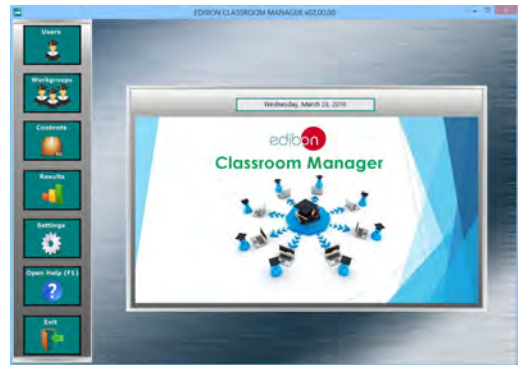 EDIBON CLASSROOM MANAGER v02.00.00
Users
Workgroups
Contents
Results
Settings
Open Help (F1)
Exit
Wednesday, March 23, 2016
edibon
Classroom Manager